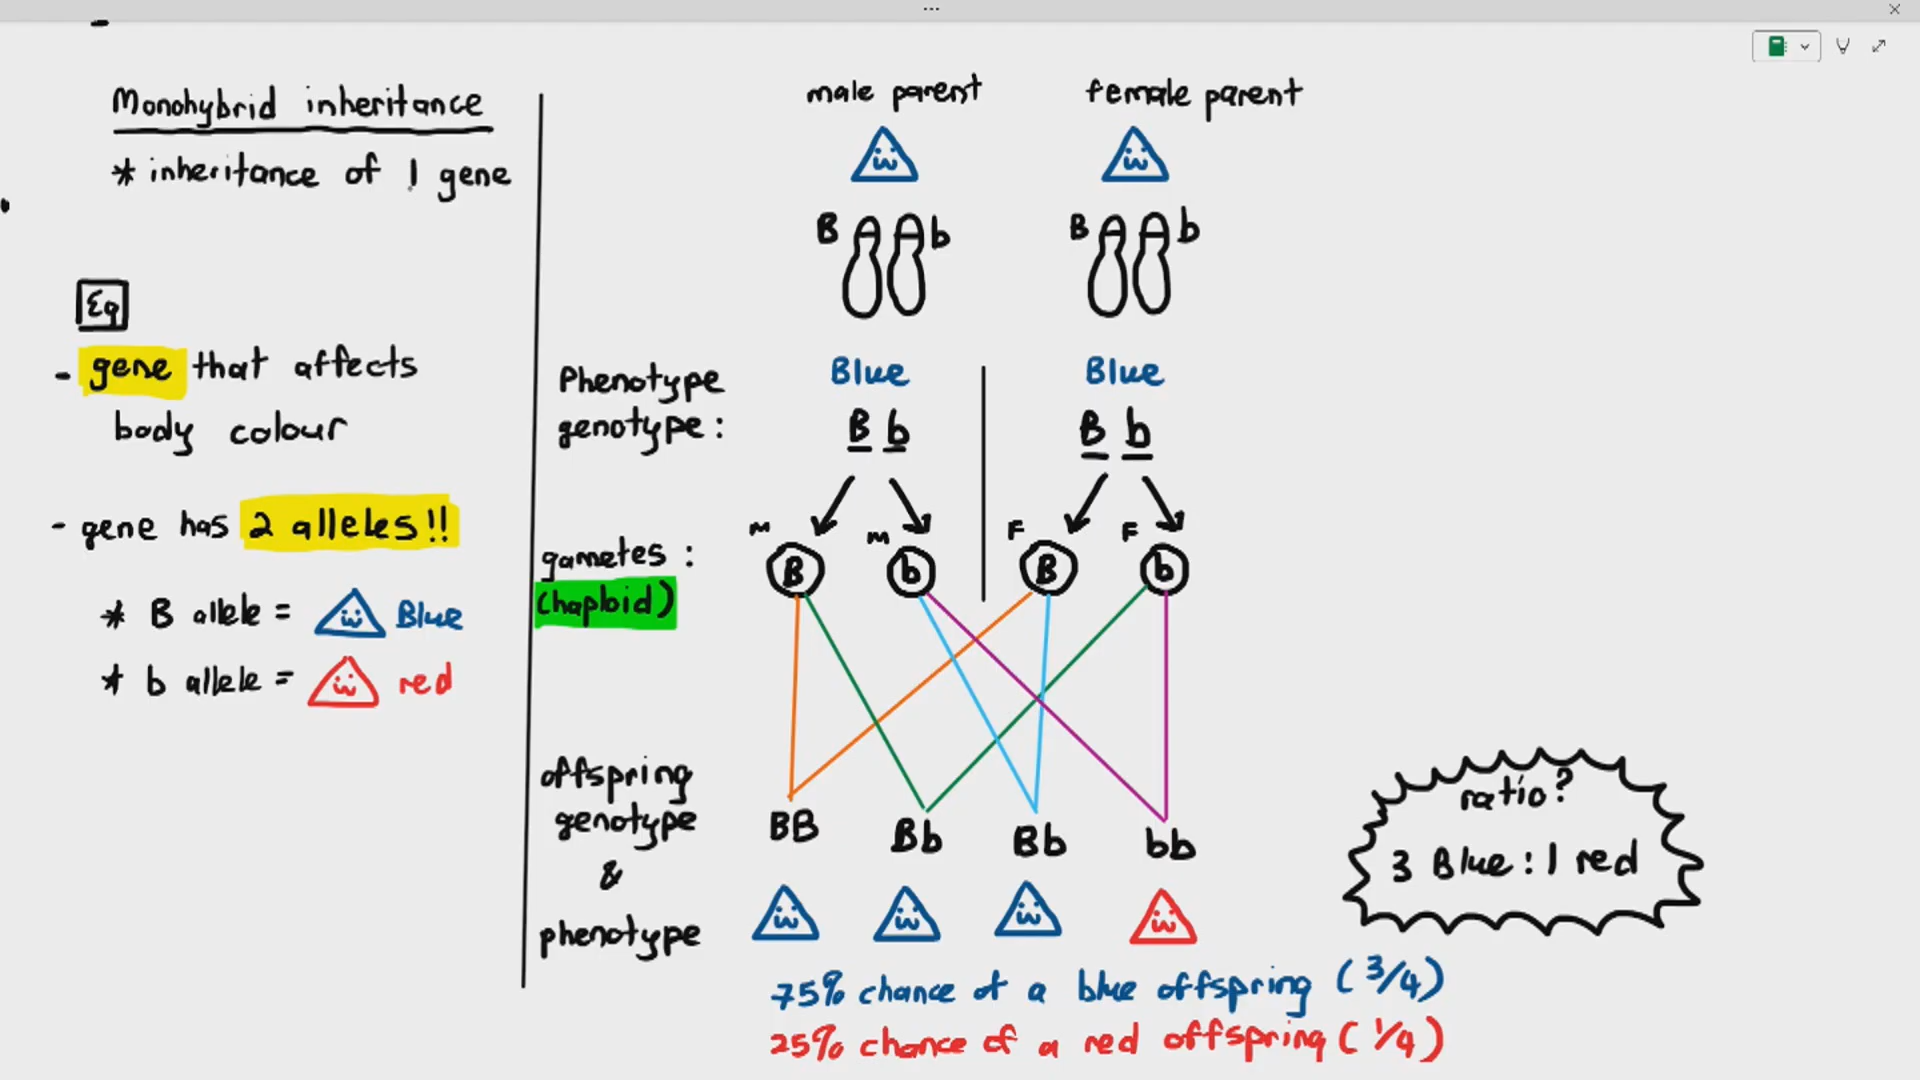 Monohybrid inheritance
* inheritance of 1 gene
Eg
- gene that affects
body colour
- gene has 2 alleles!!
* B allele = Blue
* b allele = red
male parent female parent
B b B b
Phenotype Blue Blue
genotype: B b B b
M M F F
gametes: B b B b
(haploid)
offspring
genotype BB Bb Bb bb
&
phenotype
75% chance of a blue offspring (3/4)
25% chance of a red offspring (1/4)
ratio?
3 Blue : 1 red